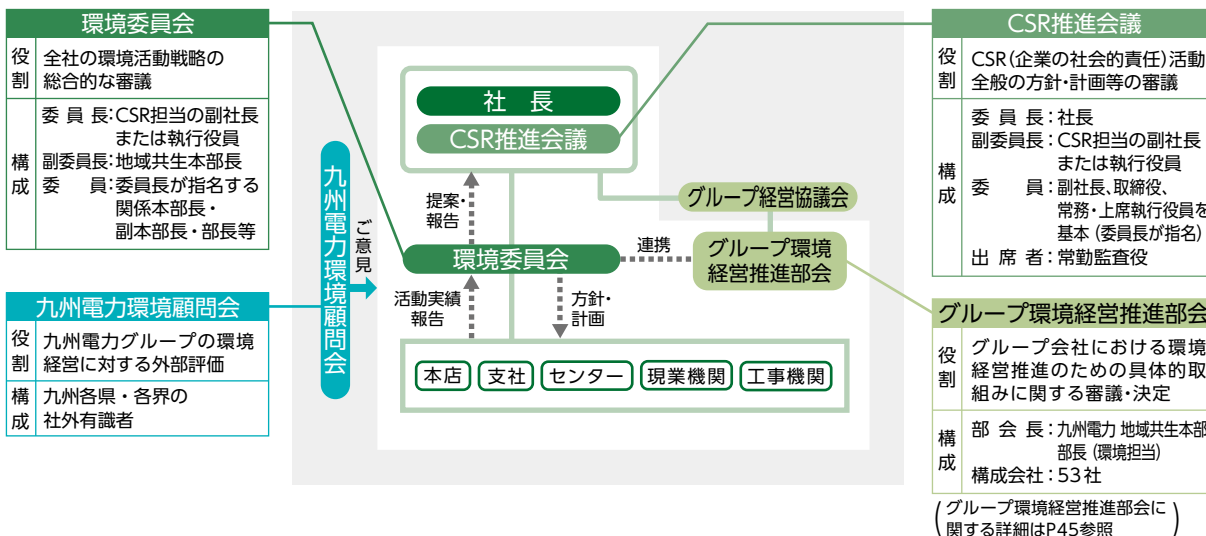 環境委員会
役割
全社の環境活動戦略の
総合的な審議
構成
委員長:CSR担当の副社長
または執行役員
副委員長:地域共生本部長
委員:委員長が指名する
関係本部長・
副本部長・部長等
九州電力環境顧問会
役割
九州電力グループの環境
経営に対する外部評価
構成
九州各県・各界の
社外有識者
九州電力環境顧問会
ご意見
社長
CSR推進会議
提案・
報告
環境委員会
連携
グループ経営協議会
グループ環境
経営推進部会
活動実績
報告
方針・
計画
本店
支社
センター
現業機関
工事機関
CSR推進会議
役割
CSR(企業の社会的責任)活動
全般の方針・計画等の審議
構成
委員長:社長
副委員長:CSR担当の副社長
または執行役員
委員:副社長、取締役、
常務・上席執行役員を
基本(委員長が指名)
出席者:常勤監査役
グループ環境経営推進部会
役割
グループ会社における環境
経営推進のための具体的取
組みに関する審議・決定
構成
部会長:九州電力 地域共生本部
部長(環境担当)
構成会社:53社
(グループ環境経営推進部会に
関する詳細はP45参照)